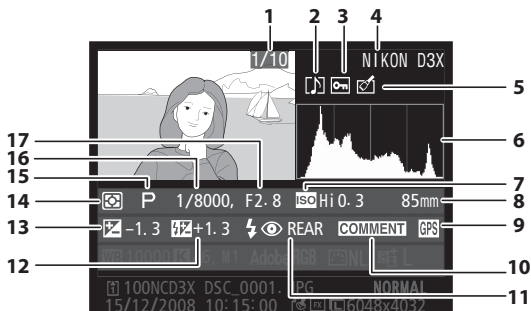 1 2 3 4
1/10 NIKON D3X
5
6
17
16
15 7
14 P 1/8000, F2.8 ISO Hi 0.3 85mm 8
13 -1.3 +1.3 REAR COMMENT GPS 9
12 10
11
100NCD3X DSC_0001.JPG NORMAL
15/12/2008 10:15:00 FX L 6048x4032